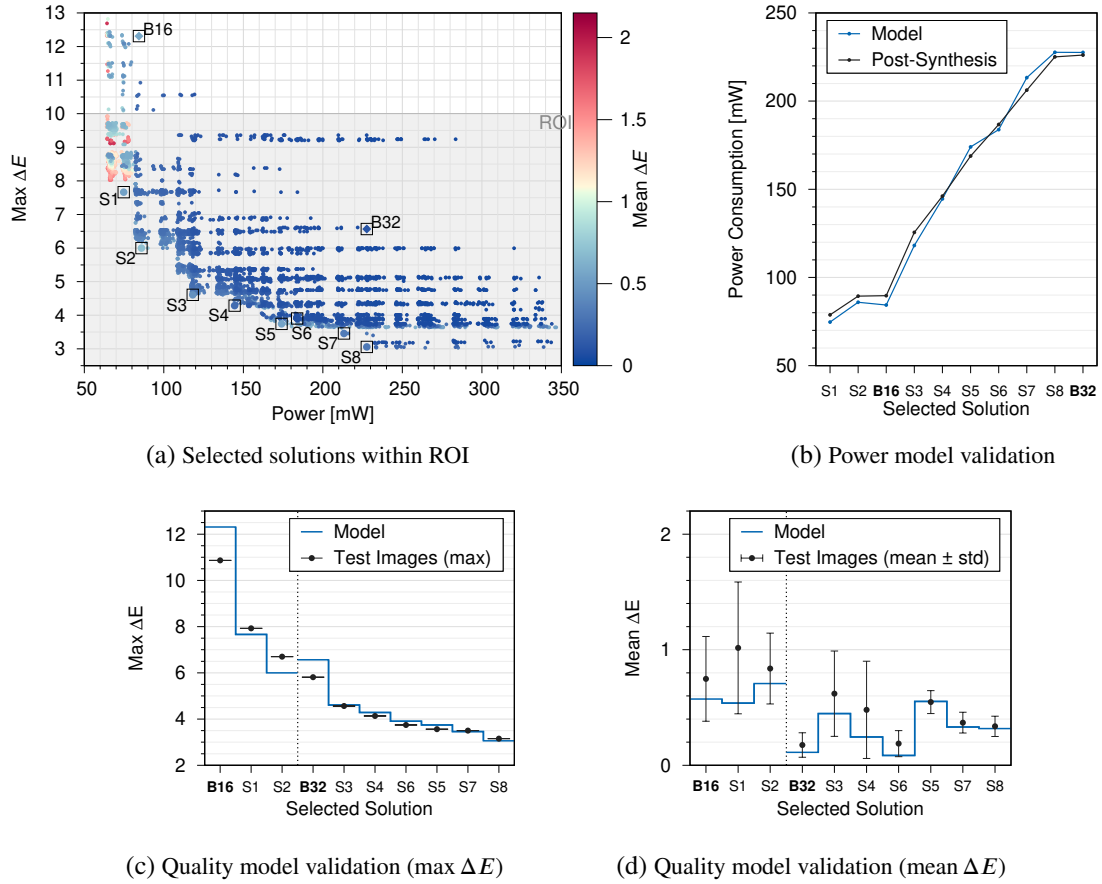 13
12
11
10
9
8
7
6
5
4
3
Max ΔE
B16
ROI
S1
B32
S2
S3
S4
S5
S6
S7
S8
50 100 150 200 250 300 350
Power [mW]
2
1.5
1
0.5
0
Mean ΔE
(a) Selected solutions within ROI
250
200
150
100
50
Power Consumption [mW]
Model
Post-Synthesis
S1 S2 B16 S3 S4 S5 S6 S7 S8 B32
Selected Solution
(b) Power model validation
12
10
8
6
4
2
Max ΔE
Model
Test Images (max)
B16 S1 S2 B32 S3 S4 S6 S5 S7 S8
Selected Solution
(c) Quality model validation (max ΔE)
2
1
0
Mean ΔE
Model
Test Images (mean ± std)
B16 S1 S2 B32 S3 S4 S6 S5 S7 S8
Selected Solution
(d) Quality model validation (mean ΔE)